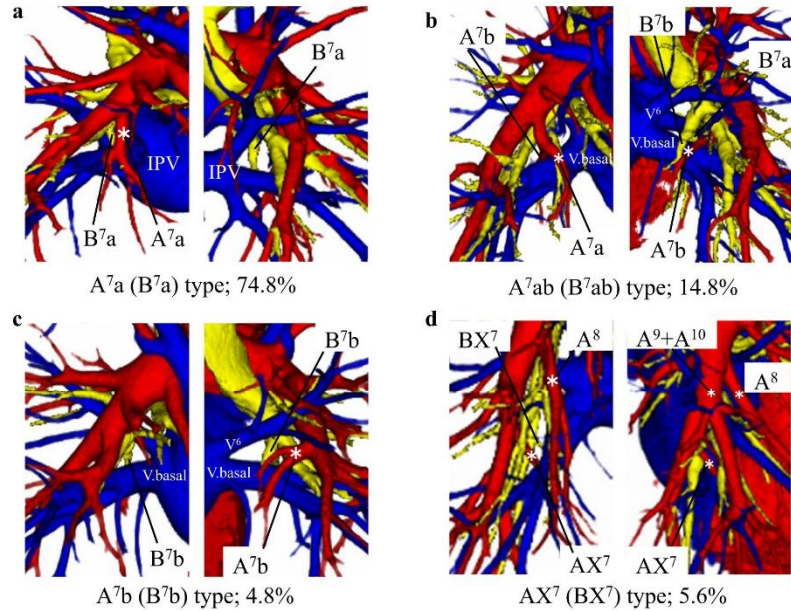 a
B⁷a
IPV
IPV
B⁷a
A⁷a
A⁷a (B⁷a) type; 74.8%
b
A⁷b
B⁷b
B⁷a
V⁶
V.basal
V.basal
*
*
*
A⁷a
A⁷b
A⁷ab (B⁷ab) type; 14.8%
c
B⁷b
V⁶
V.basal
V.basal
*
B⁷b
A⁷b
A⁷b (B⁷b) type; 4.8%
d
BX⁷
A⁸
A⁹+A¹⁰
A⁸
*
* *
*
*
AX⁷
AX⁷
AX⁷ (BX⁷) type; 5.6%